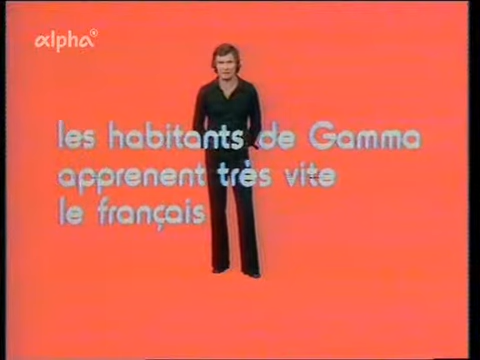 alpha
les habitants de Gamma
apprenent très vite
le français